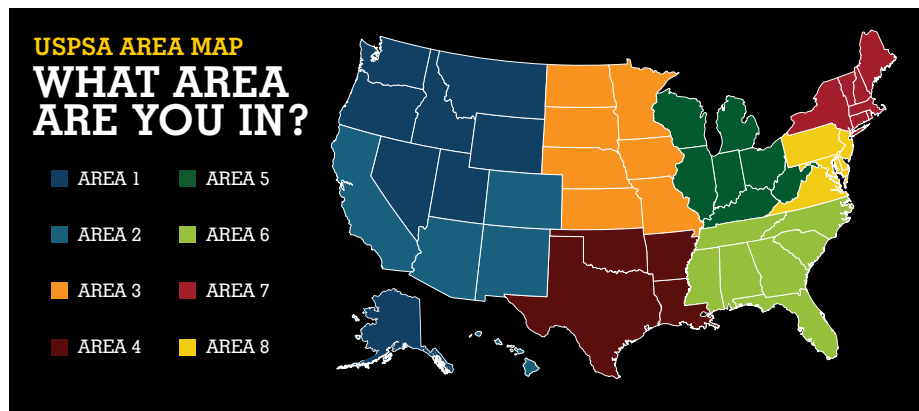 USPSA AREA MAP
WHAT AREA
ARE YOU IN?
AREA 1
AREA 2
AREA 3
AREA 4
AREA 5
AREA 6
AREA 7
AREA 8